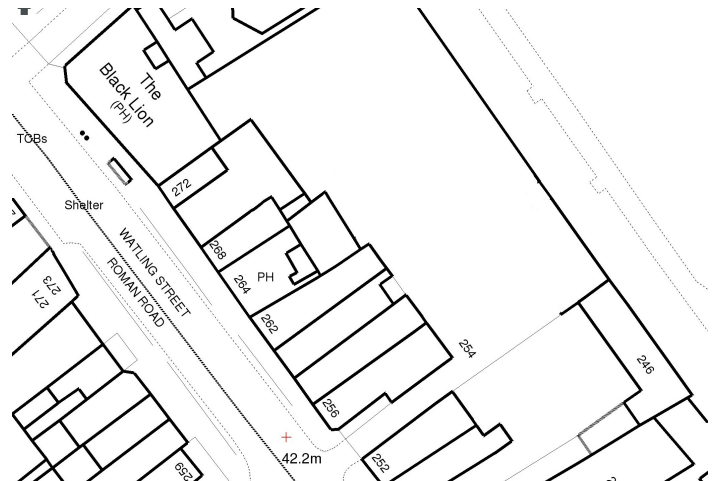 The
Black Lion
(PH)
TCBs
272
Shelter
WATLING STREET
ROMAN ROAD
268
264
PH
273
271
262
254
246
256
252
42.2m
259